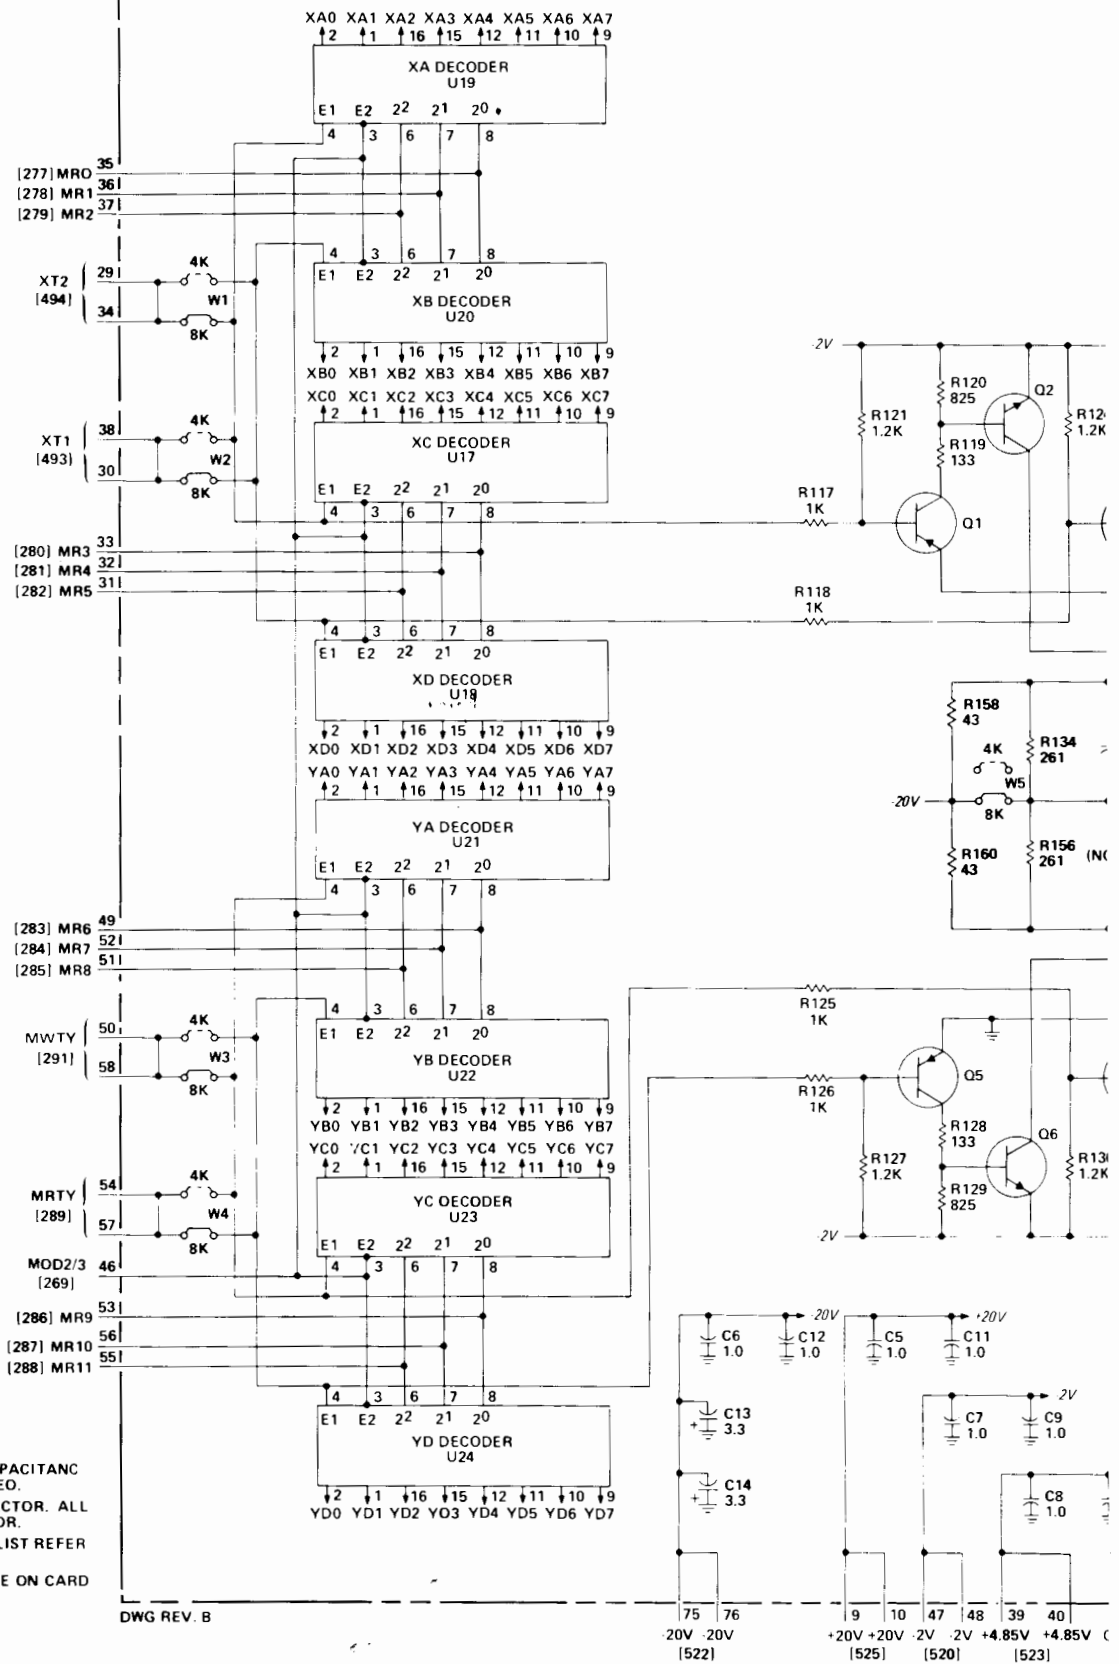 XA0 XA1 XA2 XA3 XA4 XA5 XA6 XA7
2 1 16 15 12 11 10 9
XA DECODER
U19
E1 E2 2² 2¹ 2⁰
4 3 6 7 8
[277] MR0 35
[278] MR1 36
[279] MR2 37
4 3 6 7 8
E1 E2 2² 2¹ 2⁰
XB DECODER
U20
2 1 16 15 12 11 10 9
XB0 XB1 XB2 XB3 XB4 XB5 XB6 XB7
XT2 29
[494]
34
4K
W1
8K
XC0 XC1 XC2 XC3 XC4 XC5 XC6 XC7
2 1 16 15 12 11 10 9
XC DECODER
U17
E1 E2 2² 2¹ 2⁰
4 3 6 7 8
XT1 38
[493]
30
4K
W2
8K
[280] MR3 33
[281] MR4 32
[282] MR5 31
4 3 6 7 8
E1 E2 2² 2¹ 2⁰
XD DECODER
U18
2 1 16 15 12 11 10 9
XD0 XD1 XD2 XD3 XD4 XD5 XD6 XD7
YA0 YA1 YA2 YA3 YA4 YA5 YA6 YA7
2 1 16 15 12 11 10 9
YA DECODER
U21
E1 E2 2² 2¹ 2⁰
4 3 6 7 8
[283] MR6 49
[284] MR7 52
[285] MR8 51
4 3 6 7 8
E1 E2 2² 2¹ 2⁰
YB DECODER
U22
2 1 16 15 12 11 10 9
YB0 YB1 YB2 YB3 YB4 YB5 YB6 YB7
MWTY 50
[291]
58
4K
W3
8K
YC0 YC1 YC2 YC3 YC4 YC5 YC6 YC7
2 1 16 15 12 11 10 9
YC DECODER
U23
E1 E2 2² 2¹ 2⁰
4 3 6 7 8
MRTY 54
[289]
57
4K
W4
8K
MOD2/3 46
[269]
[286] MR9 53
[287] MR10 56
[288] MR11 55
4 3 6 7 8
E1 E2 2² 2¹ 2⁰
YD DECODER
U24
2 1 16 15 12 11 10 9
YD0 YD1 YD2 YO3 YD4 YD5 YD6 YD7
-2V
R121
1.2K
R120
825
R119
133
Q2
Q1
1.2K
R117
1K
R118
1K
R158
43
4K
W5
8K
R134
261
-20V
R160
43
R156
261
R125
1K
R126
1K
Q5
R128
133
Q6
R127
1.2K
R129
825
1.2K
-2V
-20V
C6
1.0
C12
1.0
+20V
C5
1.0
C11
1.0
C13
+ 3.3
-2V
C7
1.0
C9
1.0
C14
+ 3.3
C8
1.0
PACITANC
EO.
CTOR. ALL
OR.
LIST REFER
E ON CARD
DWG REV. B
75 76 9 10 47 48 39 40
-20V -20V +20V +20V -2V -2V +4.85V +4.85V
[522] [525] [520] [523]